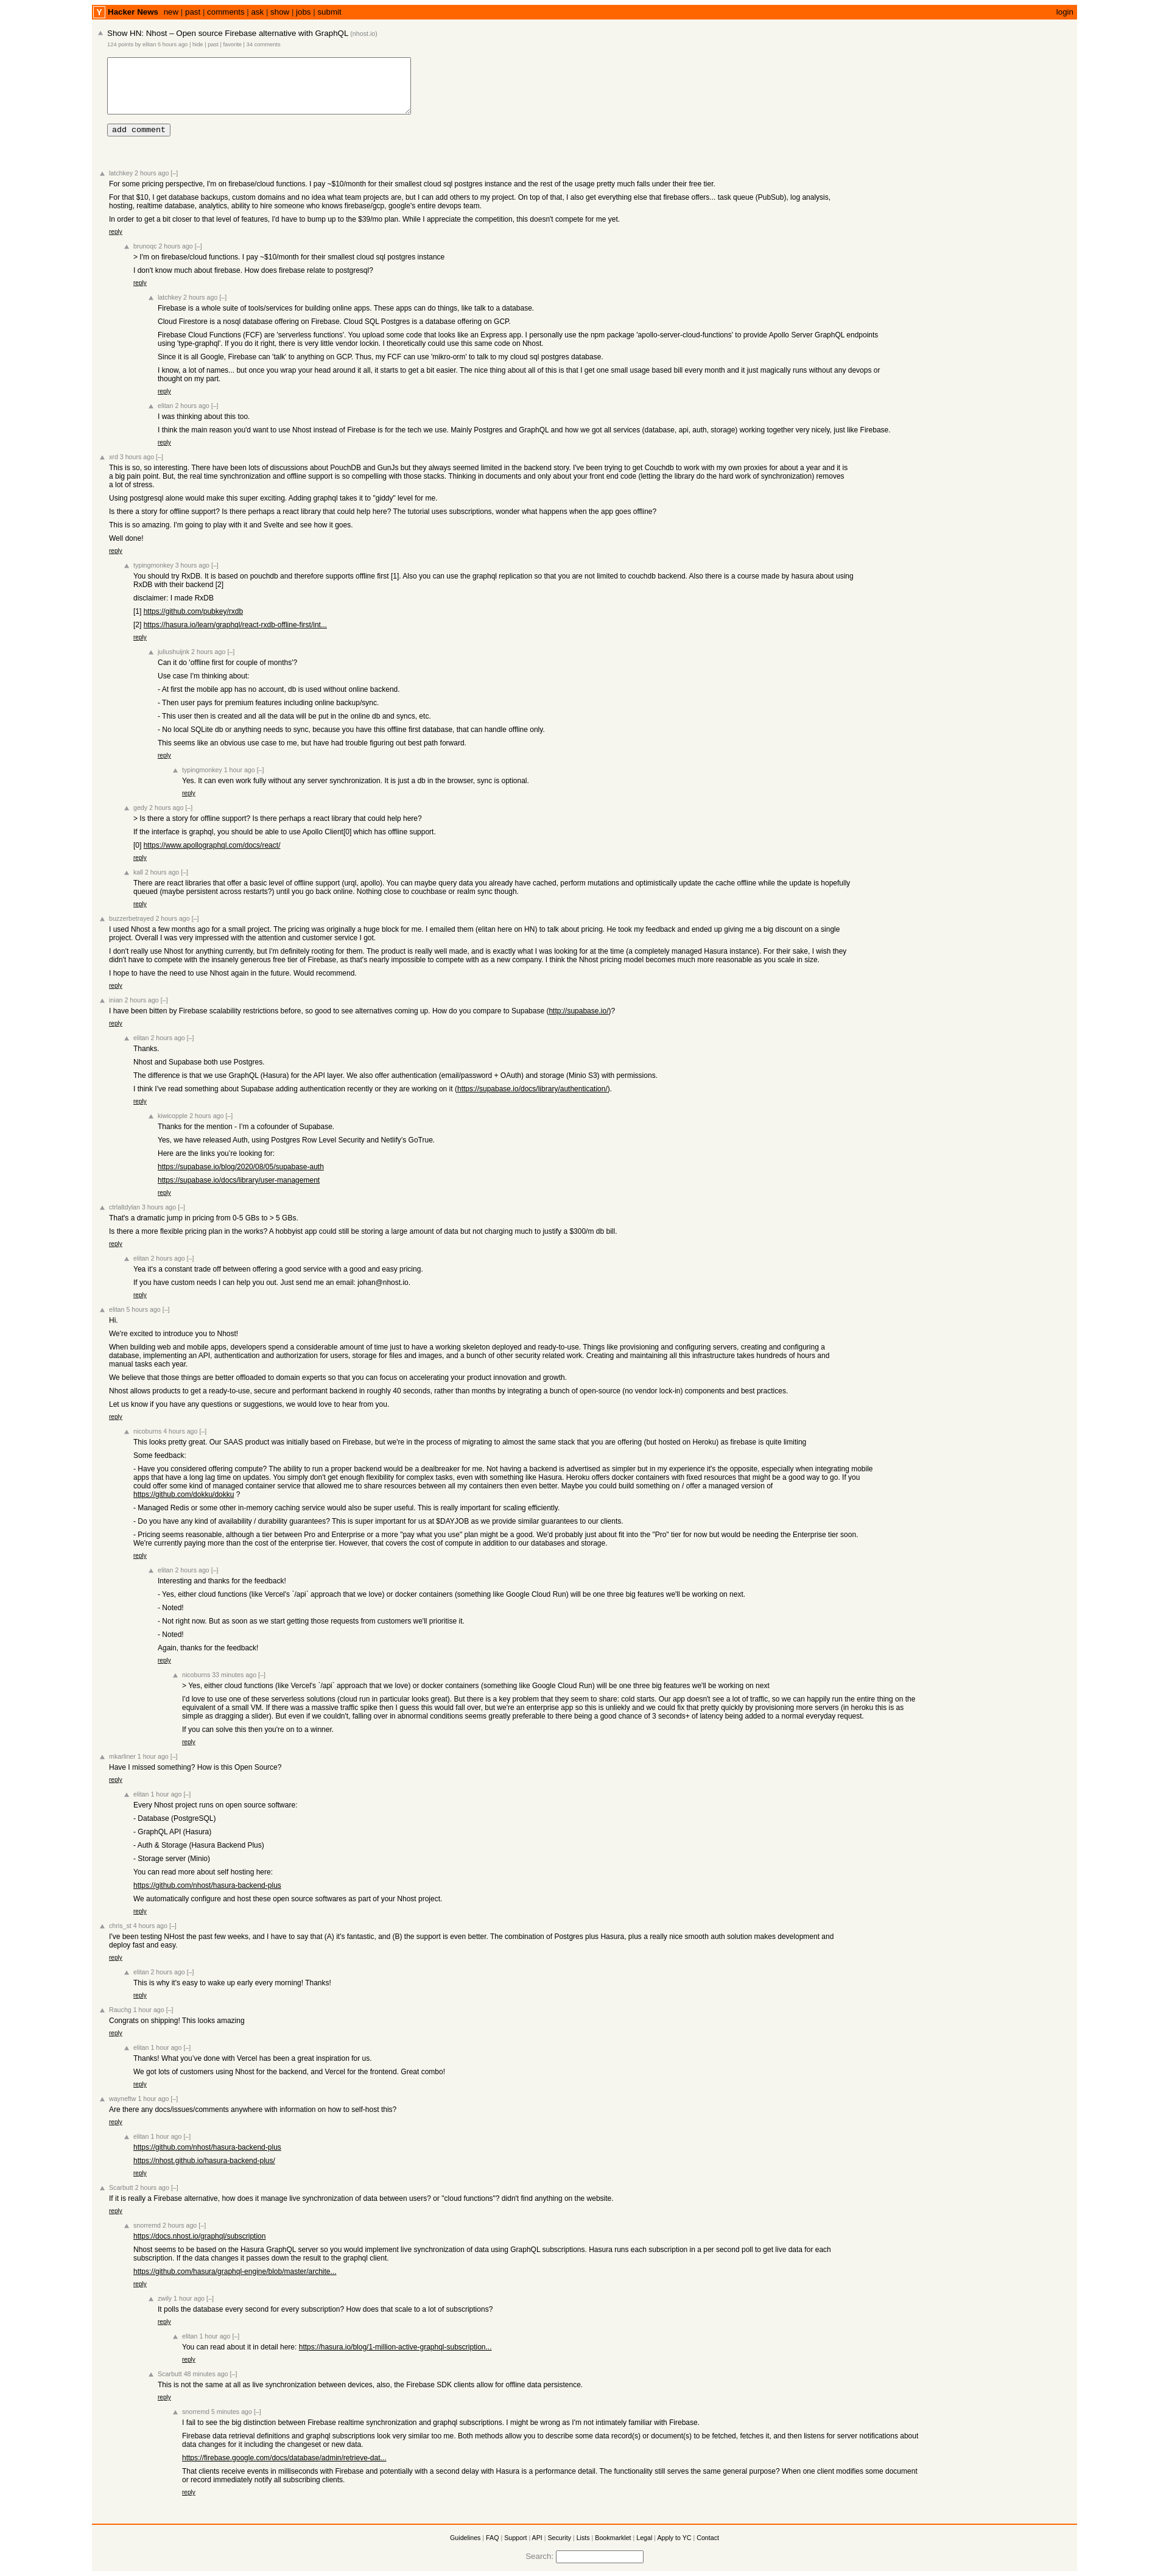 Y Hacker News new | past | comments | ask | show | jobs | submit login
Show HN: Nhost – Open source Firebase alternative with GraphQL (nhost.io)
124 points by elitan 5 hours ago | hide | past | favorite | 34 comments
add comment
latchkey 2 hours ago [–]
For some pricing perspective, I'm on firebase/cloud functions. I pay ~$10/month for their smallest cloud sql postgres instance and the rest of the usage pretty much falls under their free tier.
For that $10, I get database backups, custom domains and no idea what team projects are, but I can add others to my project. On top of that, I also get everything else that firebase offers... task queue (PubSub), log analysis,
hosting, realtime database, analytics, ability to hire someone who knows firebase/gcp, google's entire devops team.
In order to get a bit closer to that level of features, I'd have to bump up to the $39/mo plan. While I appreciate the competition, this doesn't compete for me yet.
reply
brunoqc 2 hours ago [–]
> I'm on firebase/cloud functions. I pay ~$10/month for their smallest cloud sql postgres instance
I don't know much about firebase. How does firebase relate to postgresql?
reply
latchkey 2 hours ago [–]
Firebase is a whole suite of tools/services for building online apps. These apps can do things, like talk to a database.
Cloud Firestore is a nosql database offering on Firebase. Cloud SQL Postgres is a database offering on GCP.
Firebase Cloud Functions (FCF) are 'serverless functions'. You upload some code that looks like an Express app. I personally use the npm package 'apollo-server-cloud-functions' to provide Apollo Server GraphQL endpoints
using 'type-graphql'. If you do it right, there is very little vendor lockin. I theoretically could use this same code on Nhost.
Since it is all Google, Firebase can 'talk' to anything on GCP. Thus, my FCF can use 'mikro-orm' to talk to my cloud sql postgres database.
I know, a lot of names... but once you wrap your head around it all, it starts to get a bit easier. The nice thing about all of this is that I get one small usage based bill every month and it just magically runs without any devops or
thought on my part.
reply
elitan 2 hours ago [–]
I was thinking about this too.
I think the main reason you'd want to use Nhost instead of Firebase is for the tech we use. Mainly Postgres and GraphQL and how we got all services (database, api, auth, storage) working together very nicely, just like Firebase.
reply
xrd 3 hours ago [–]
This is so, so interesting. There have been lots of discussions about PouchDB and GunJs but they always seemed limited in the backend story. I've been trying to get Couchdb to work with my own proxies for about a year and it is
a big pain point. But, the real time synchronization and offline support is so compelling with those stacks. Thinking in documents and only about your front end code (letting the library do the hard work of synchronization) removes
a lot of stress.
Using postgresql alone would make this super exciting. Adding graphql takes it to "giddy" level for me.
Is there a story for offline support? Is there perhaps a react library that could help here? The tutorial uses subscriptions, wonder what happens when the app goes offline?
This is so amazing. I'm going to play with it and Svelte and see how it goes.
Well done!
reply
typingmonkey 3 hours ago [–]
You should try RxDB. It is based on pouchdb and therefore supports offline first [1]. Also you can use the graphql replication so that you are not limited to couchdb backend. Also there is a course made by hasura about using
RxDB with their backend [2]
disclaimer: I made RxDB
[1] https://github.com/pubkey/rxdb
[2] https://hasura.io/learn/graphql/react-rxdb-offline-first/int...
reply
juliushuijnk 2 hours ago [–]
Can it do 'offline first for couple of months'?
Use case I'm thinking about:
- At first the mobile app has no account, db is used without online backend.
- Then user pays for premium features including online backup/sync.
- This user then is created and all the data will be put in the online db and syncs, etc.
- No local SQLite db or anything needs to sync, because you have this offline first database, that can handle offline only.
This seems like an obvious use case to me, but have had trouble figuring out best path forward.
reply
typingmonkey 1 hour ago [–]
Yes. It can even work fully without any server synchronization. It is just a db in the browser, sync is optional.
reply
gedy 2 hours ago [–]
> Is there a story for offline support? Is there perhaps a react library that could help here?
If the interface is graphql, you should be able to use Apollo Client[0] which has offline support.
[0] https://www.apollographql.com/docs/react/
reply
ka8 2 hours ago [–]
There are react libraries that offer a basic level of offline support (urql, apollo). You can maybe query data you already have cached, perform mutations and optimistically update the cache offline while the update is hopefully
queued (maybe persistent across restarts?) until you go back online. Nothing close to couchbase or realm sync though.
reply
buzzerbetrayed 2 hours ago [–]
I used Nhost a few months ago for a small project. The pricing was originally a huge block for me. I emailed them (elitan here on HN) to talk about pricing. He took my feedback and ended up giving me a big discount on a single
project. Overall I was very impressed with the attention and customer service I got.
I don't really use Nhost for anything currently, but I'm definitely rooting for them. The product is really well made, and is exactly what I was looking for at the time (a completely managed Hasura instance). For their sake, I wish they
didn't have to compete with the insanely generous free tier of Firebase, as that's nearly impossible to compete with as a new company. I think the Nhost pricing model becomes much more reasonable as you scale in size.
I hope to have the need to use Nhost again in the future. Would recommend.
reply
inian 2 hours ago [–]
I have been bitten by Firebase scalability restrictions before, so good to see alternatives coming up. How do you compare to Supabase (http://supabase.io/)?
reply
elitan 2 hours ago [–]
Thanks.
Nhost and Supabase both use Postgres.
The difference is that we use GraphQL (Hasura) for the API layer. We also offer authentication (email/password + OAuth) and storage (Minio S3) with permissions.
I think I've read something about Supabase adding authentication recently or they are working on it (https://supabase.io/docs/library/authentication/).
reply
kiwicopple 2 hours ago [–]
Thanks for the mention - I'm a cofounder of Supabase.
Yes, we have released Auth, using Postgres Row Level Security and Netlify's GoTrue.
Here are the links you're looking for:
https://supabase.io/blog/2020/08/05/supabase-auth
https://supabase.io/docs/library/user-management
reply
ctrlaltdylan 3 hours ago [–]
That's a dramatic jump in pricing from 0-5 GBs to > 5 GBs.
Is there a more flexible pricing plan in the works? A hobbyist app could still be storing a large amount of data but not charging much to justify a $300/m db bill.
reply
elitan 2 hours ago [–]
Yea it's a constant trade off between offering a good service with a good and easy pricing.
If you have custom needs I can help you out. Just send me an email: johan@nhost.io.
reply
elitan 5 hours ago [–]
Hi.
We're excited to introduce you to Nhost!
When building web and mobile apps, developers spend a considerable amount of time just to have a working skeleton deployed and ready-to-use. Things like provisioning and configuring servers, creating and configuring a
database, implementing an API, authentication and authorization for users, storage for files and images, and a bunch of other security related work. Creating and maintaining all this infrastructure takes hundreds of hours and
manual tasks each year.
We believe that those things are better offloaded to domain experts so that you can focus on accelerating your product innovation and growth.
Nhost allows products to get a ready-to-use, secure and performant backend in roughly 40 seconds, rather than months by integrating a bunch of open-source (no vendor lock-in) components and best practices.
Let us know if you have any questions or suggestions, we would love to hear from you.
reply
nicoburns 4 hours ago [–]
This looks pretty great. Our SAAS product was initially based on Firebase, but we're in the process of migrating to almost the same stack that you are offering (but hosted on Heroku) as firebase is quite limiting
Some feedback:
- Have you considered offering compute? The ability to run a proper backend would be a dealbreaker for me. Not having a backend is advertised as simpler but in my experience it's the opposite, especially when integrating mobile
apps that have a long lag time on updates. You simply don't get enough flexibility for complex tasks, even with something like Hasura. Heroku offers docker containers with fixed resources that might be a good way to go. If you
could offer some kind of managed container service that allowed me to share resources between all my containers then even better. Maybe you could build something on / offer a managed version of
https://github.com/dokku/dokku ?
- Managed Redis or some other in-memory caching service would also be super useful. This is really important for scaling efficiently.
- Do you have any kind of availability / durability guarantees? This is super important for us at $DAYJOB as we provide similar guarantees to our clients.
- Pricing seems reasonable, although a tier between Pro and Enterprise or a more "pay what you use" plan might be a good. We'd probably just about fit into the "Pro" tier for now but would be needing the Enterprise tier soon.
We're currently paying more than the cost of the enterprise tier. However, that covers the cost of compute in addition to our databases and storage.
reply
elitan 2 hours ago [–]
Interesting and thanks for the feedback!
- Yes, either cloud functions (like Vercel's `/api` approach that we love) or docker containers (something like Google Cloud Run) will be one three big features we'll be working on next.
- Noted!
- Not right now. But as soon as we start getting those requests from customers we'll prioritise it.
- Noted!
Again, thanks for the feedback!
reply
nicoburns 33 minutes ago [–]
> Yes, either cloud functions (like Vercel's `/api` approach that we love) or docker containers (something like Google Cloud Run) will be one three big features we'll be working on next
I'd love to use one of these serverless solutions (cloud run in particular looks great). But there is a key problem that they seem to share: cold starts. Our app doesn't see a lot of traffic, so we can happily run the entire thing on the
equivalent of a small VM. If there was a massive traffic spike then I guess this would fall over, but we're an enterprise app so this is unliekly and we could fix that pretty quickly by provisioning more servers (in heroku this is as
simple as dragging a slider). But even if we couldn't, falling over in abnormal conditions seems greatly preferable to there being a good chance of 3 seconds+ of latency being added to a normal everyday request.
If you can solve this then you're on to a winner.
reply
mkarliner 1 hour ago [–]
Have I missed something? How is this Open Source?
reply
elitan 1 hour ago [–]
Every Nhost project runs on open source software:
- Database (PostgreSQL)
- GraphQL API (Hasura)
- Auth & Storage (Hasura Backend Plus)
- Storage server (Minio)
You can read more about self hosting here:
https://github.com/nhost/hasura-backend-plus
We automatically configure and host these open source softwares as part of your Nhost project.
reply
chris_st 4 hours ago [–]
I've been testing NHost the past few weeks, and I have to say that (A) it's fantastic, and (B) the support is even better. The combination of Postgres plus Hasura, plus a really nice smooth auth solution makes development and
deploy fast and easy.
reply
elitan 2 hours ago [–]
This is why it's easy to wake up early every morning! Thanks!
reply
Rauchg 1 hour ago [–]
Congrats on shipping! This looks amazing
reply
elitan 1 hour ago [–]
Thanks! What you've done with Vercel has been a great inspiration for us.
We got lots of customers using Nhost for the backend, and Vercel for the frontend. Great combo!
reply
wayneftw 1 hour ago [–]
Are there any docs/issues/comments anywhere with information on how to self-host this?
reply
elitan 1 hour ago [–]
https://github.com/nhost/hasura-backend-plus
https://nhost.github.io/hasura-backend-plus/
reply
Scarbutt 2 hours ago [–]
If it is really a Firebase alternative, how does it manage live synchronization of data between users? or "cloud functions"? didn't find anything on the website.
reply
snorremd 2 hours ago [–]
https://docs.nhost.io/graphql/subscription
Nhost seems to be based on the Hasura GraphQL server so you would implement live synchronization of data using GraphQL subscriptions. Hasura runs each subscription in a per second poll to get live data for each
subscription. If the data changes it passes down the result to the graphql client.
https://github.com/hasura/graphql-engine/blob/master/archite...
reply
zwily 1 hour ago [–]
It polls the database every second for every subscription? How does that scale to a lot of subscriptions?
reply
elitan 1 hour ago [–]
You can read about it in detail here: https://hasura.io/blog/1-million-active-graphql-subscription...
reply
Scarbutt 48 minutes ago [–]
This is not the same at all as live synchronization between devices, also, the Firebase SDK clients allow for offline data persistence.
reply
snorremd 5 minutes ago [–]
I fail to see the big distinction between Firebase realtime synchronization and graphql subscriptions. I might be wrong as I'm not intimately familiar with Firebase.
Firebase data retrieval definitions and graphql subscriptions look very similar too me. Both methods allow you to describe some data record(s) or document(s) to be fetched, fetches it, and then listens for server notifications about
data changes for it including the changeset or new data.
https://firebase.google.com/docs/database/admin/retrieve-dat...
That clients receive events in milliseconds with Firebase and potentially with a second delay with Hasura is a performance detail. The functionality still serves the same general purpose? When one client modifies some document
or record immediately notify all subscribing clients.
reply
Guidelines | FAQ | Support | API | Security | Lists | Bookmarklet | Legal | Apply to YC | Contact
Search: